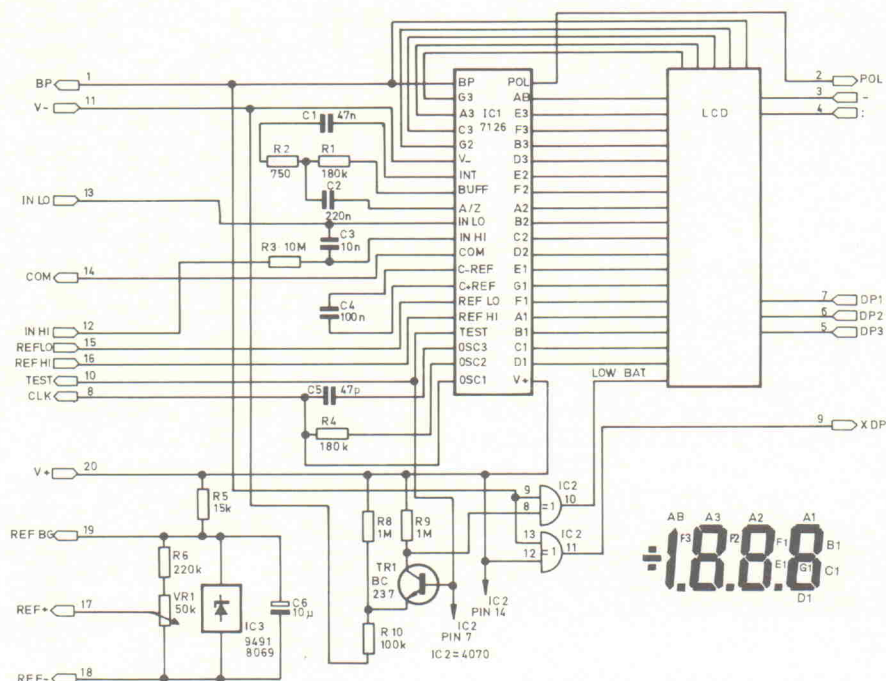 BP 1
V- 11
IN LO 13
COM 14
IN HI 12
REFLO 15
REF HI 16
TEST 10
CLK 8
V+ 20
REF BG 19
REF+ 17
REF- 18
C1 47n
R2 750
R1 180k
C2 220n
C3 10n
R3 10M
C4 100n
C5 47p
R4 180k
BP
G3
A3
C3
G2
V-
INT
BUFF
A/Z
IN LO
IN HI
COM
C-REF
C+REF
REF LO
REF HI
TEST
OSC3
OSC2
OSC1
IC1
7126
POL
AB
E3
F3
B3
D3
E2
F2
A2
B2
C2
D2
E1
G1
F1
A1
B1
C1
D1
V+
LCD
2 POL
3 -
4 :
7 DP1
6 DP2
5 DP3
LOW BAT
9 XDP
R5 15k
R6 220k
VR1 50k
IC3
9491
8069
C6 10μ
R8 1M
R9 1M
TR1
BC
237
R10 100k
9
8
=1
10
IC2
13
12
=1
11
IC2
IC2
PIN 14
IC2
PIN 7
IC2=4070
AB A3 A2 A1
F3 F2 F1 B1
E1 G1 C1
D1
-1.8.8.8